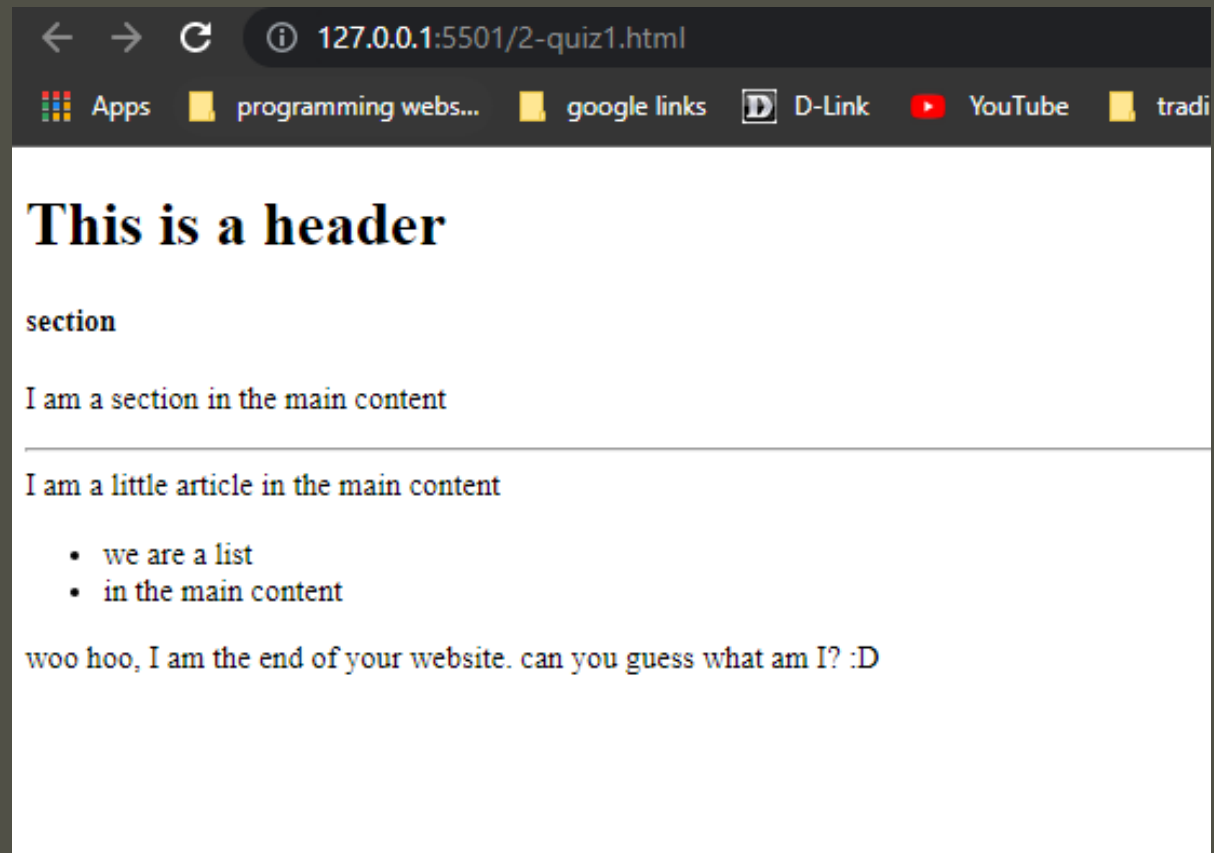 127.0.0.1:5501/2-quiz1.html
Apps programming webs... google links D-Link YouTube tradi
This is a header
section
I am a section in the main content
I am a little article in the main content
we are a list
in the main content
woo hoo, I am the end of your website. can you guess what am I? :D